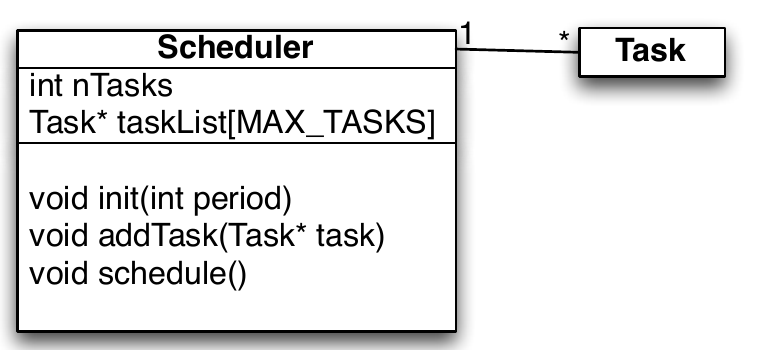 Scheduler
int nTasks
Task* taskList[MAX_TASKS]
void init(int period)
void addTask(Task* task)
void schedule()
1
*
Task